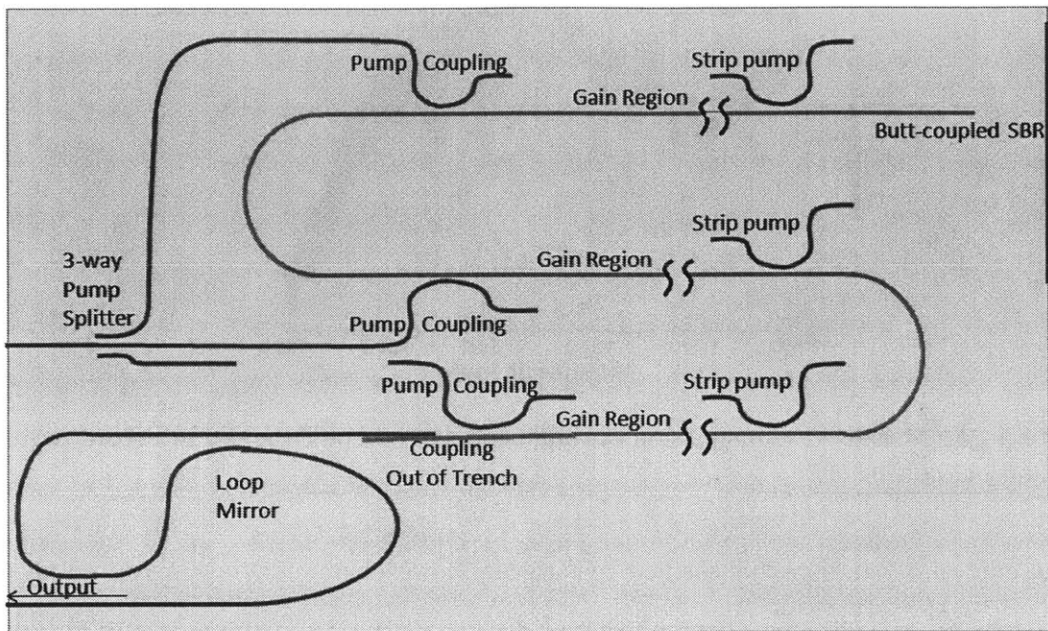 Pump Coupling
Strip pump
Gain Region
Butt-coupled SBR
Strip pump
3-way
Pump
Splitter
Gain Region
Pump Coupling
Pump Coupling
Strip pump
Gain Region
Coupling
Out of Trench
Loop
Mirror
Output